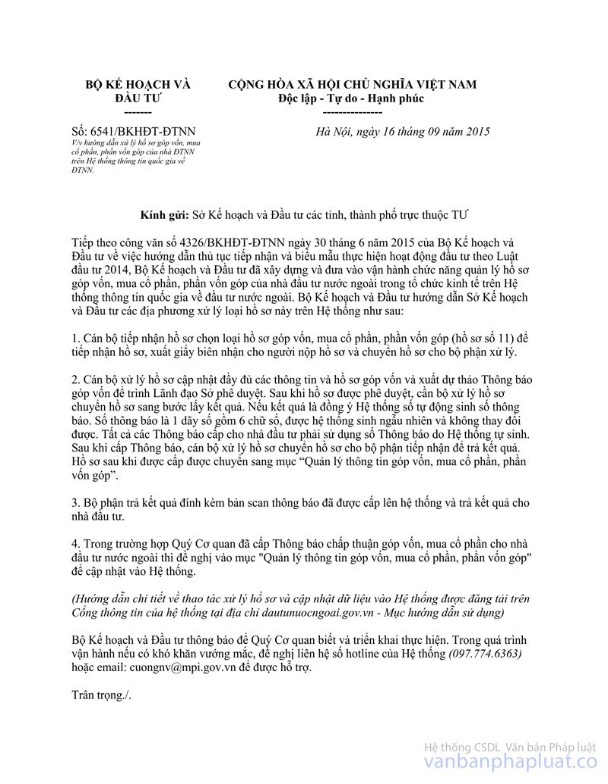 BỘ KẾ HOẠCH VÀ
ĐẦU TƯ
-------
CỘNG HÒA XÃ HỘI CHỦ NGHĨA VIỆT NAM
Độc lập - Tự do - Hạnh phúc
---------------
Số: 6541/BKHĐT-ĐTNN
V/v hướng dẫn xử lý hồ sơ góp vốn, mua
cổ phần, phần vốn góp của nhà ĐTNN
trên Hệ thống thông tin quốc gia về
ĐTNN.
Hà Nội, ngày 16 tháng 09 năm 2015
Kính gửi: Sở Kế hoạch và Đầu tư các tỉnh, thành phố trực thuộc TƯ
Tiếp theo công văn số 4326/BKHĐT-ĐTNN ngày 30 tháng 6 năm 2015 của Bộ Kế hoạch và
Đầu tư về việc hướng dẫn thủ tục tiếp nhận và biểu mẫu thực hiện hoạt động đầu tư theo Luật
đầu tư 2014, Bộ Kế hoạch và Đầu tư đã xây dựng và đưa vào vận hành chức năng quản lý hồ sơ
góp vốn, mua cổ phần, phần vốn góp của nhà đầu tư nước ngoài trong tổ chức kinh tế trên Hệ
thống thông tin quốc gia về đầu tư nước ngoài. Bộ Kế hoạch và Đầu tư hướng dẫn Sở Kế hoạch
và Đầu tư các địa phương xử lý loại hồ sơ này trên Hệ thống như sau:
1. Cán bộ tiếp nhận hồ sơ chọn loại hồ sơ góp vốn, mua cổ phần, phần vốn góp (hồ sơ số 11) để
tiếp nhận hồ sơ, xuất giấy biên nhận cho người nộp hồ sơ và chuyển hồ sơ cho bộ phận xử lý.
2. Cán bộ xử lý hồ sơ cập nhật đầy đủ các thông tin và hồ sơ góp vốn và xuất dự thảo Thông báo
góp vốn để trình Lãnh đạo Sở phê duyệt. Sau khi hồ sơ được phê duyệt, cần bộ xử lý hồ sơ
chuyển hồ sơ sang bước lấy kết quả. Nếu kết quả là đồng ý Hệ thống số tự động sinh số thông
báo. Số thông báo là 1 dãy số gồm 6 chữ số, được hệ thống sinh ngẫu nhiên và không thay đổi
được. Tất cả các Thông báo cấp cho nhà đầu tư phải sử dụng số Thông báo do Hệ thống tự sinh.
Sau khi cấp Thông báo, cán bộ xử lý hồ sơ chuyển hồ sơ cho bộ phận tiếp nhận để trả kết quả.
Hồ sơ sau khi được cấp được chuyển sang mục “Quản lý thông tin góp vốn, mua cổ phần, phần
vốn góp”.
3. Bộ phận trả kết quả đính kèm bản scan thông báo đã được cấp lên hệ thống và trả kết quả cho
nhà đầu tư.
4. Trong trường hợp Quý Cơ quan đã cấp Thông báo chấp thuận góp vốn, mua cổ phần cho nhà
đầu tư nước ngoài thì đề nghị vào mục "Quản lý thông tin góp vốn, mua cổ phần, phần vốn góp"
để cập nhật vào Hệ thống.
(Hướng dẫn chi tiết về thao tác xử lý hồ sơ và cập nhật dữ liệu vào Hệ thống được đăng tải trên
Cổng thông tin của hệ thống tại địa chỉ dautunuocngoai.gov.vn - Mục hướng dẫn sử dụng)
Bộ Kế hoạch và Đầu tư thông báo để Quý Cơ quan biết và triển khai thực hiện. Trong quá trình
vận hành nếu có khó khăn vướng mắc, đề nghị liên hệ số hotline của Hệ thống (097.774.6363)
hoặc email: cuongnv@mpi.gov.vn để được hỗ trợ.
Trân trọng./.
Hệ thống CSDL Văn bản Pháp luật
vanbanphapluat.co